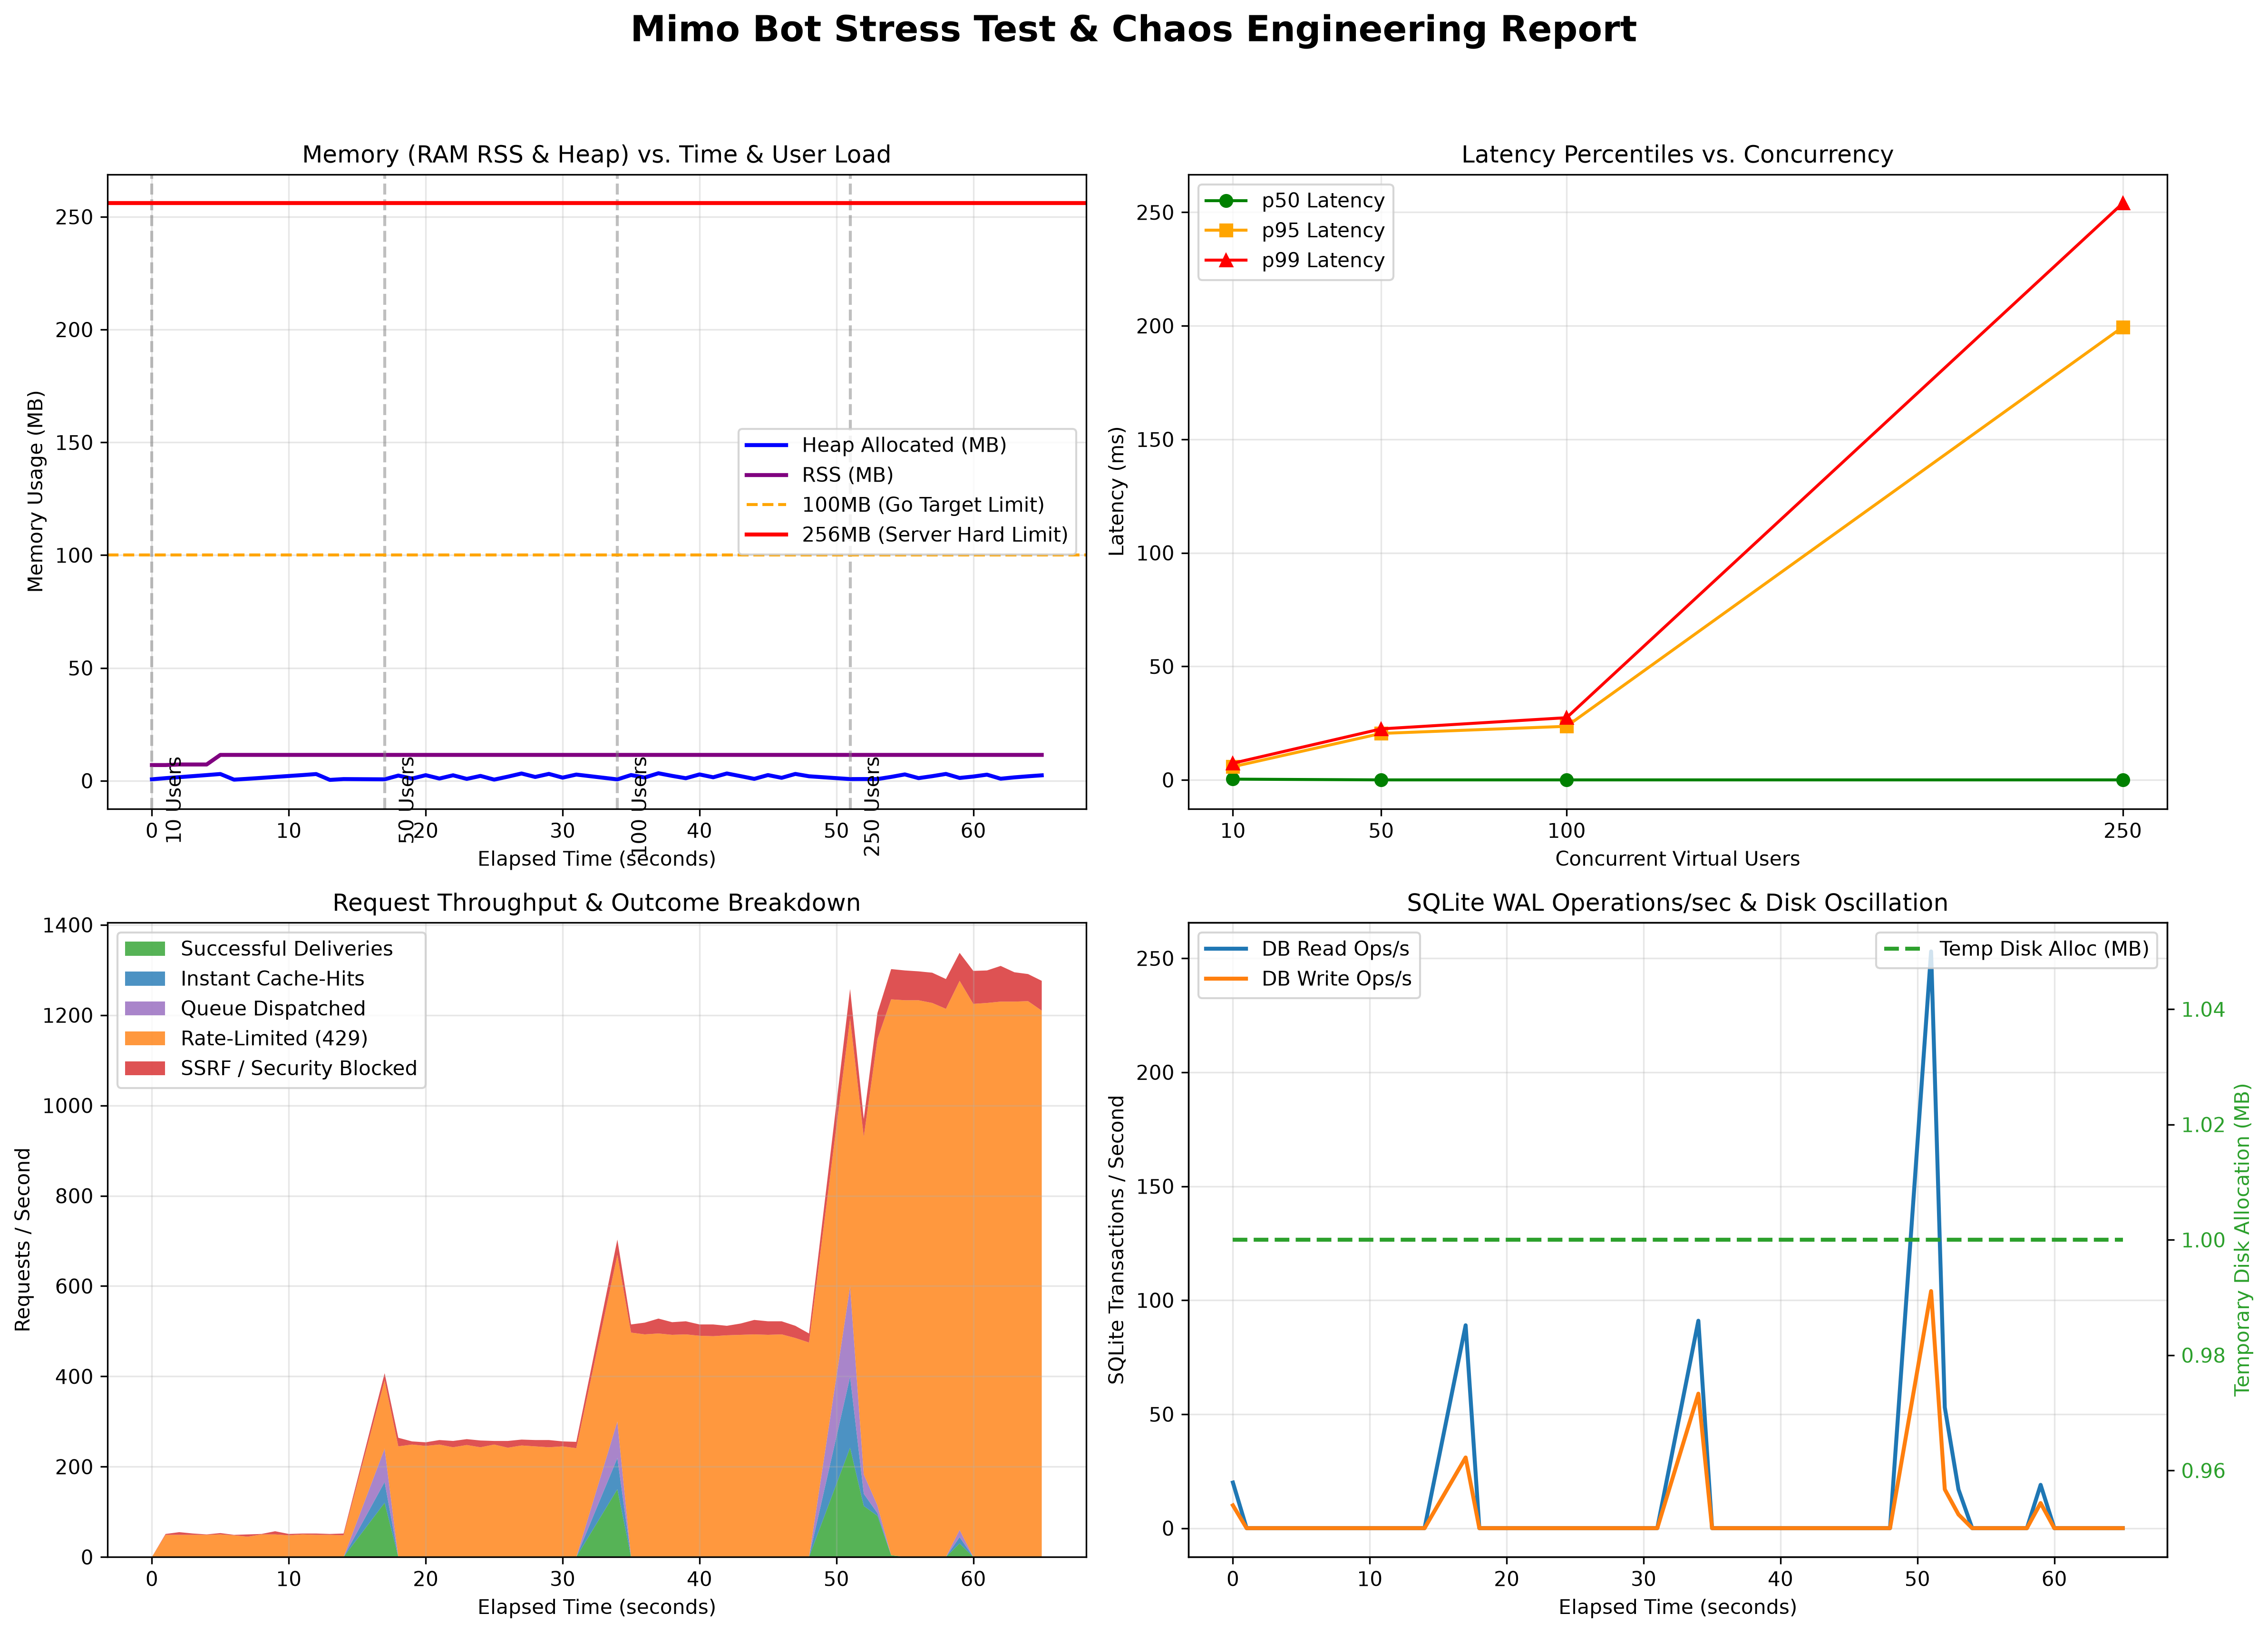 Mimo Bot Stress Test & Chaos Engineering Report
Memory (RAM RSS & Heap) vs. Time & User Load
Memory Usage (MB)
250
200
150
100
50
0
Heap Allocated (MB)
RSS (MB)
100MB (Go Target Limit)
256MB (Server Hard Limit)
10 Users
50 Users
100 Users
250 Users
0 10 20 30 40 50 60
Elapsed Time (seconds)
Latency Percentiles vs. Concurrency
Latency (ms)
250
200
150
100
50
0
p50 Latency
p95 Latency
p99 Latency
10 50 100 250
Concurrent Virtual Users
Request Throughput & Outcome Breakdown
Requests / Second
1400
1200
1000
800
600
400
200
0
Successful Deliveries
Instant Cache-Hits
Queue Dispatched
Rate-Limited (429)
SSRF / Security Blocked
0 10 20 30 40 50 60
Elapsed Time (seconds)
SQLite WAL Operations/sec & Disk Oscillation
SQLite Transactions / Second
250
200
150
100
50
0
DB Read Ops/s
DB Write Ops/s
Temp Disk Alloc (MB)
1.04
1.02
1.00
0.98
0.96
Temporary Disk Allocation (MB)
0 10 20 30 40 50 60
Elapsed Time (seconds)